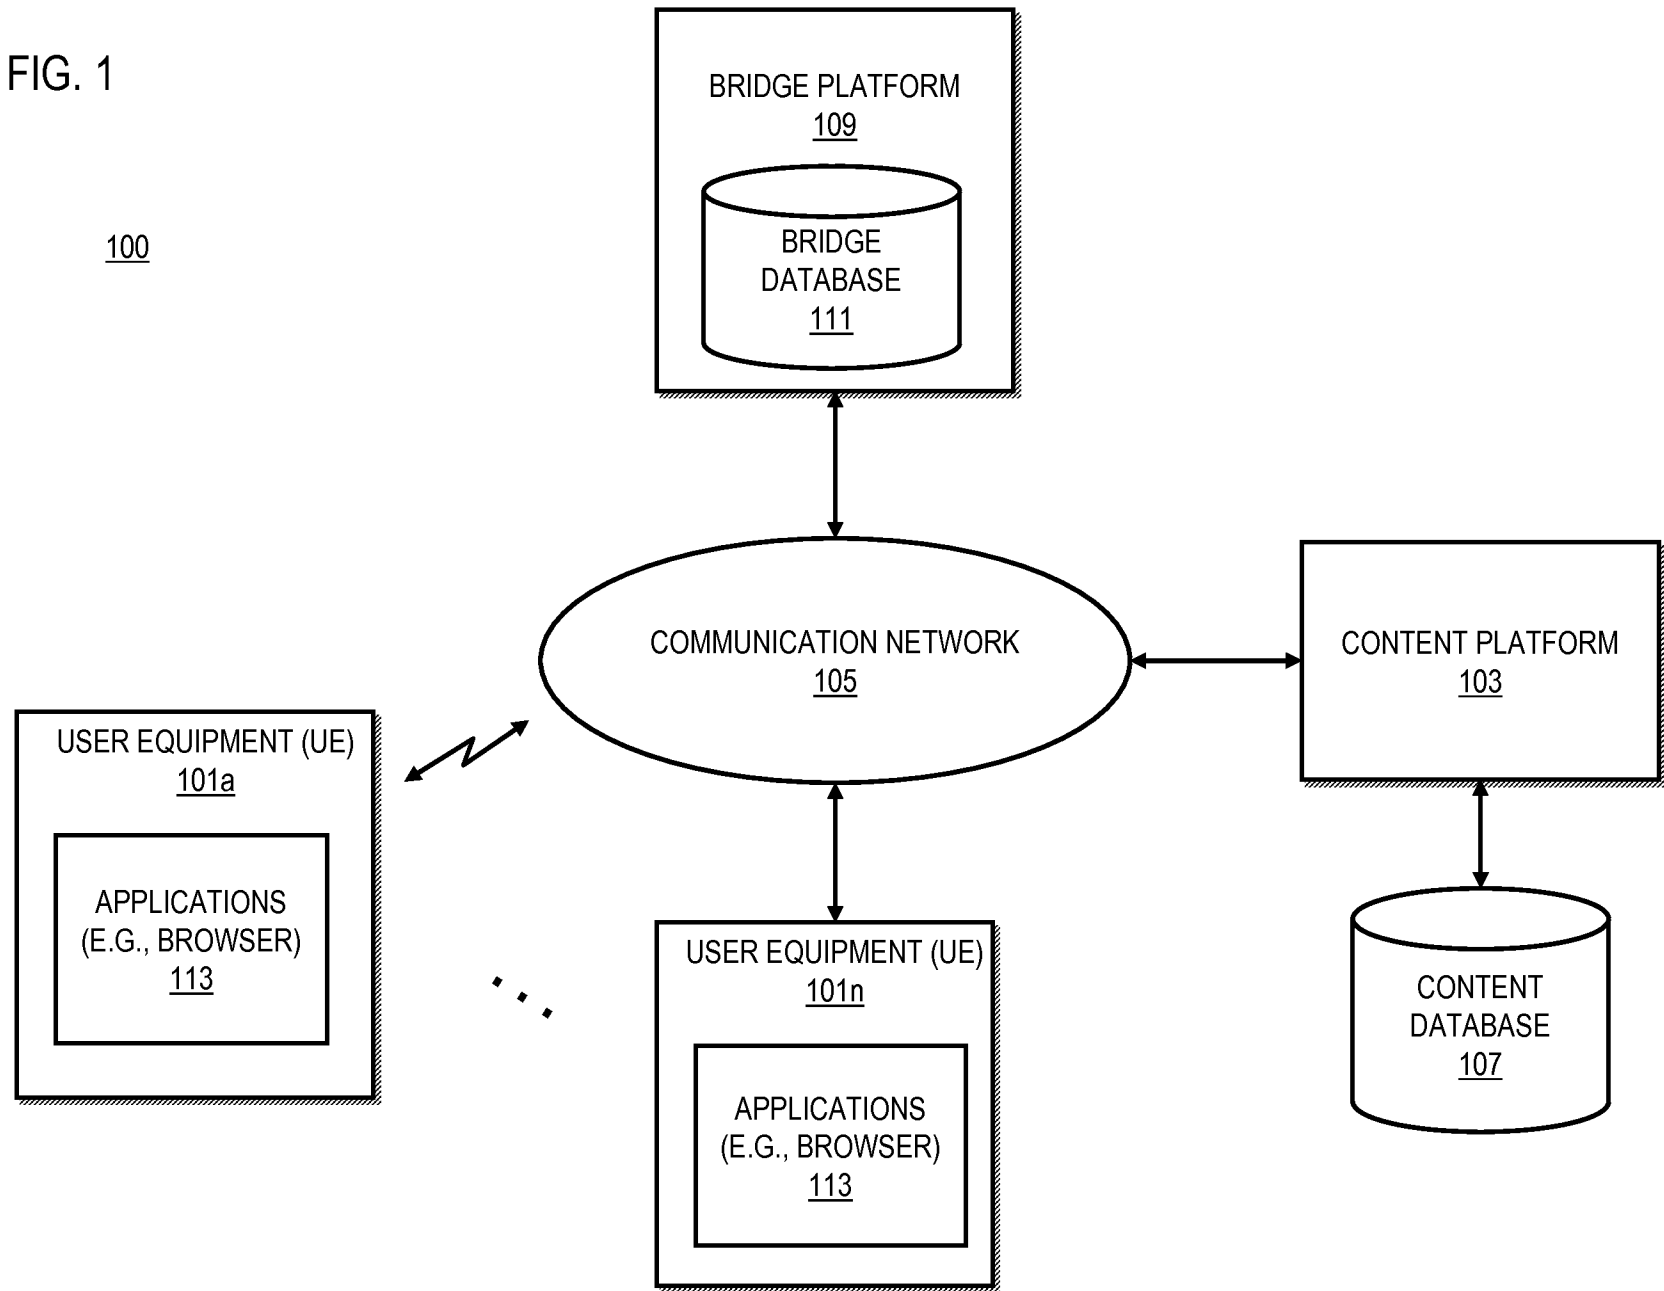 FIG. 1
100
BRIDGE PLATFORM
109
BRIDGE
DATABASE
111
COMMUNICATION NETWORK
105
CONTENT PLATFORM
103
CONTENT
DATABASE
107
USER EQUIPMENT (UE)
101a
APPLICATIONS
(E.G., BROWSER)
113
USER EQUIPMENT (UE)
101n
APPLICATIONS
(E.G., BROWSER)
113